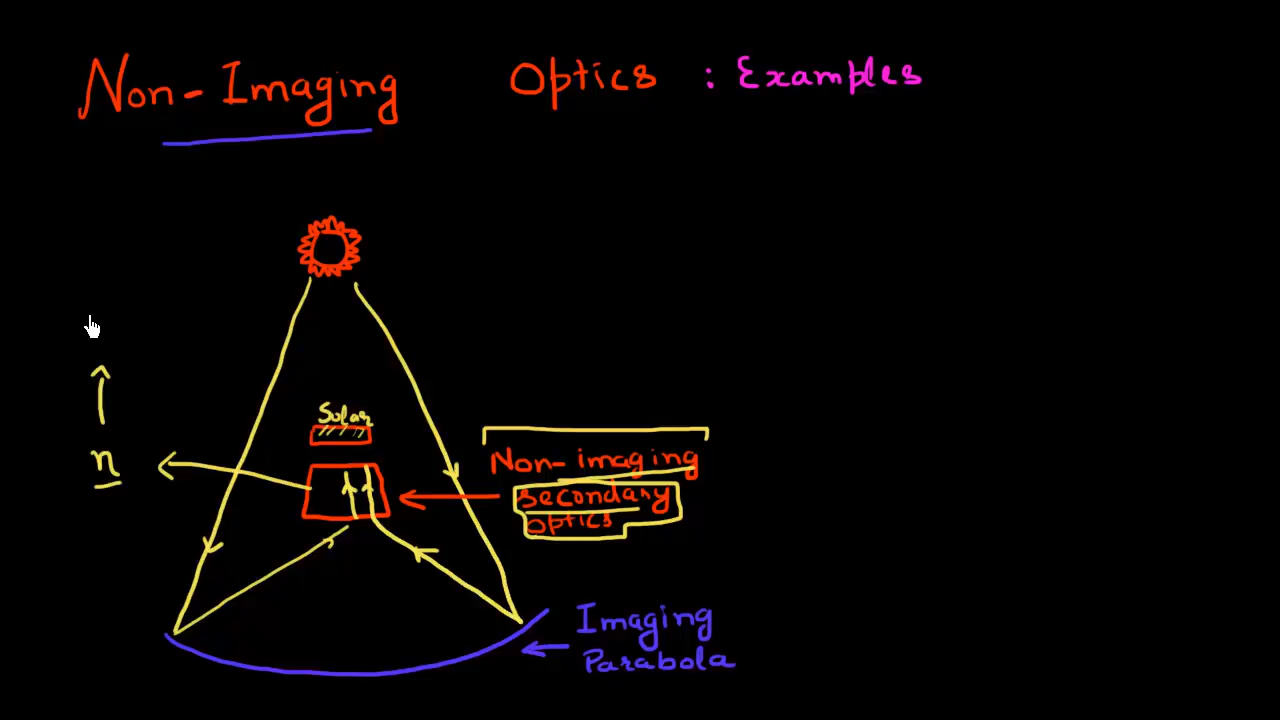 Non-Imaging Optics : Examples
Solar
n
Non-imaging
secondary
optics
Imaging
Parabola